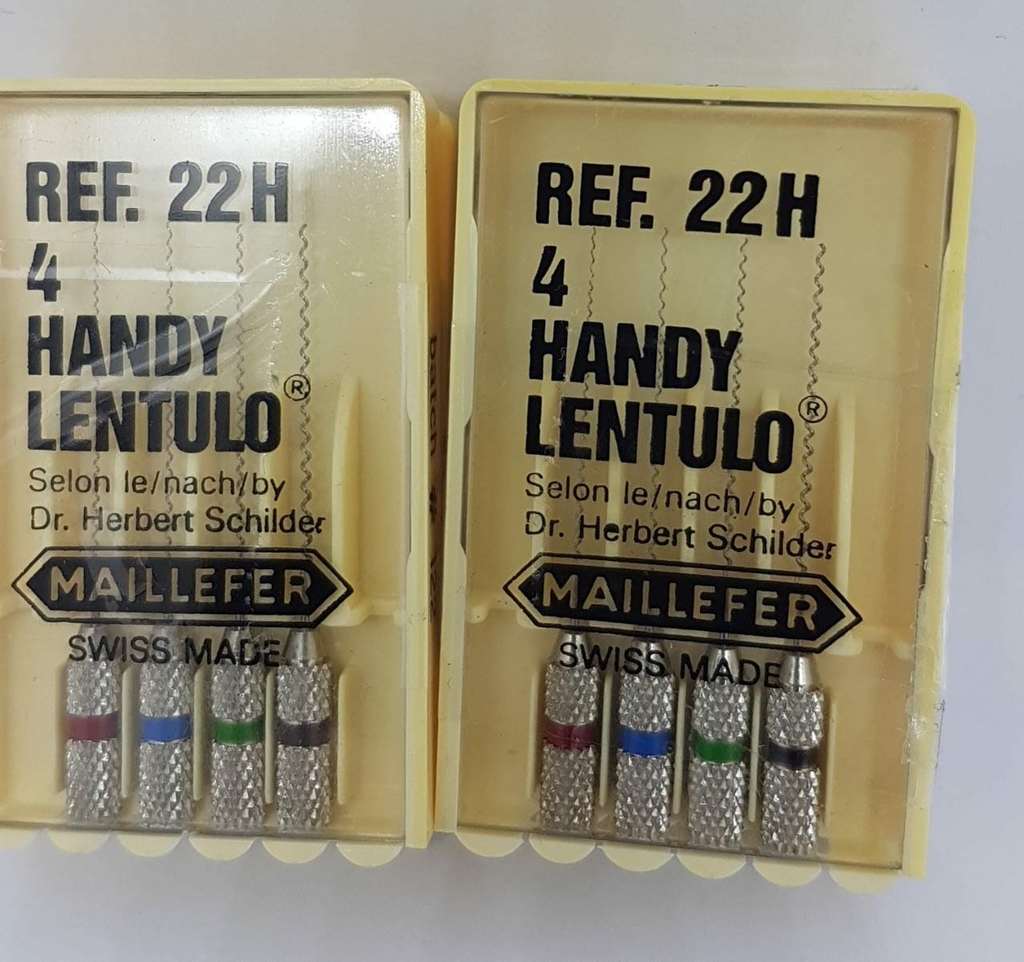 REF. 22H
4
HANDY
LENTULO®
Selon le/nach/by
Dr. Herbert Schilder
MAILLEFER
SWISS MADE
REF. 22H
4
HANDY
LENTULO®
Selon le/nach/by
Dr. Herbert Schilder
MAILLEFER
SWISS MADE